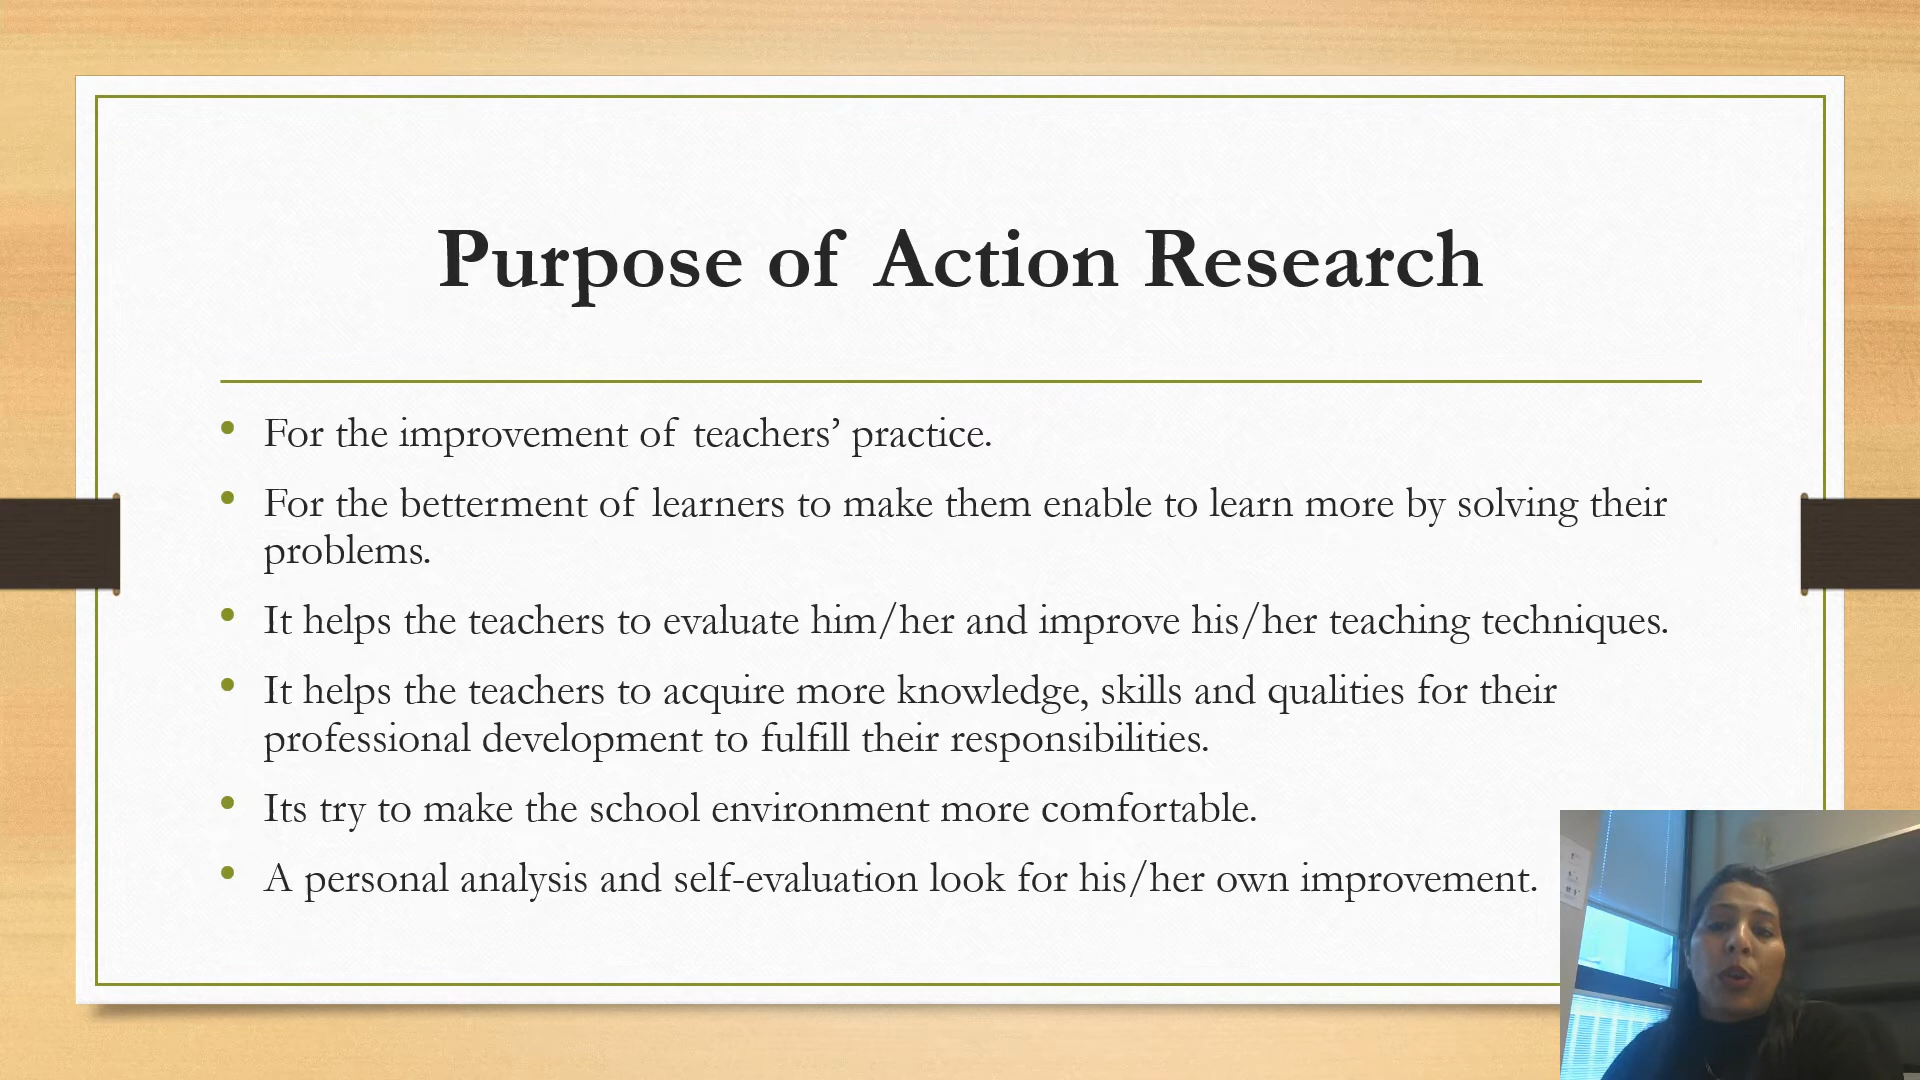 Purpose of Action Research
• For the improvement of teachers’ practice.
• For the betterment of learners to make them enable to learn more by solving their
problems.
• It helps the teachers to evaluate him/her and improve his/her teaching techniques.
• It helps the teachers to acquire more knowledge, skills and qualities for their
professional development to fulfill their responsibilities.
• Its try to make the school environment more comfortable.
• A personal analysis and self-evaluation look for his/her own improvement.